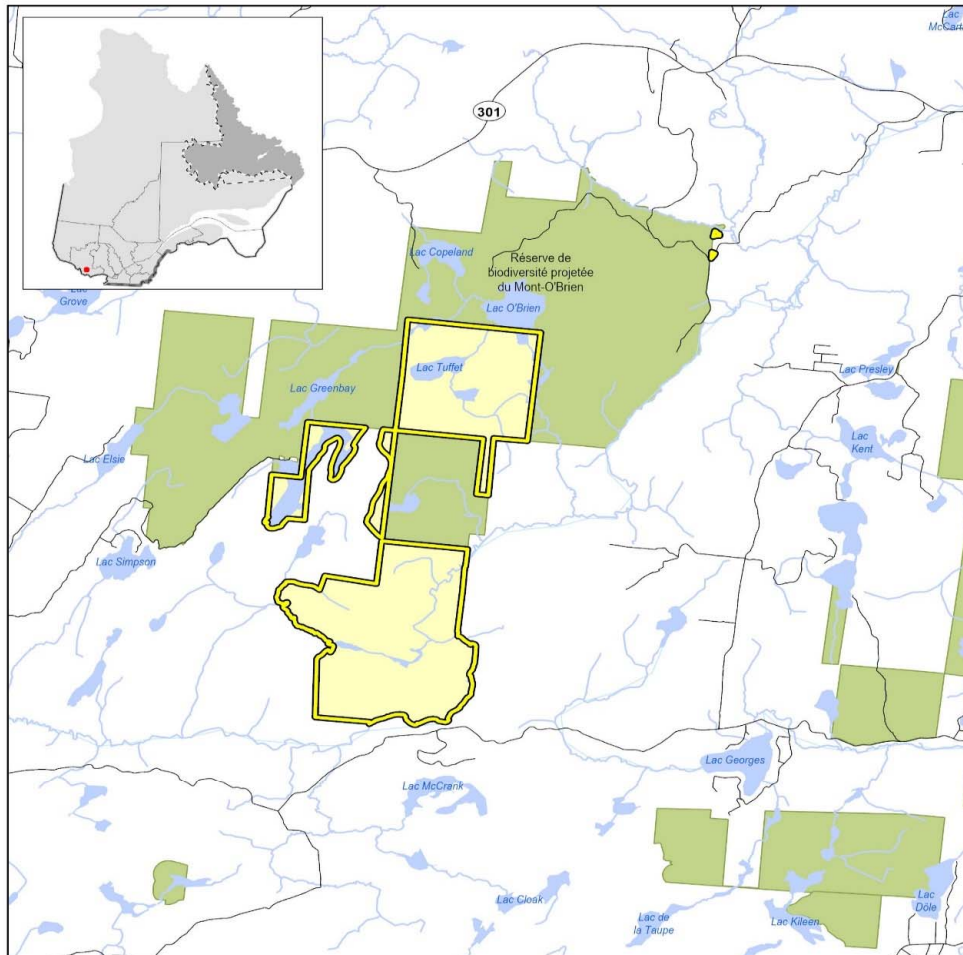 Lac
McCart
301
Lac Copeland
Réserve de
biodiversité projetée
du Mont-O'Brien
Lac
Grove
Lac O'Brien
Lac Tuffet
Lac Presley
Lac Greenbay
Lac
Kent
Lac Elsie
Lac Simpson
Lac Georges
Lac McCrank
Lac Cloak
Lac de
la Taupe
Lac Kileen
Lac
Dôle